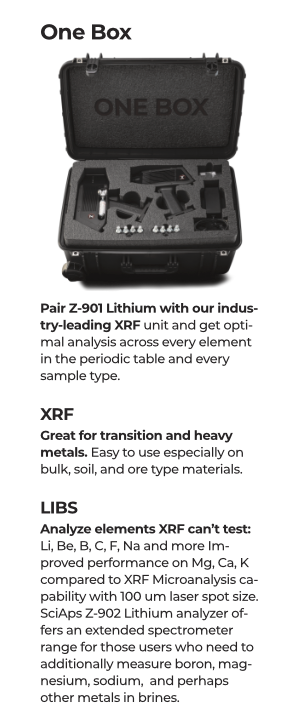 One Box
ONE BOX
Pair Z-901 Lithium with our indus-
try-leading XRF unit and get opti-
mal analysis across every element
in the periodic table and every
sample type.
XRF
Great for transition and heavy
metals. Easy to use especially on
bulk, soil, and ore type materials.
LIBS
Analyze elements XRF can’t test:
Li, Be, B, C, F, Na and more Im-
proved performance on Mg, Ca, K
compared to XRF Microanalysis ca-
pability with 100 um laser spot size.
SciAps Z-902 Lithium analyzer of-
fers an extended spectrometer
range for those users who need to
additionally measure boron, mag-
nesium, sodium,  and perhaps
other metals in brines.